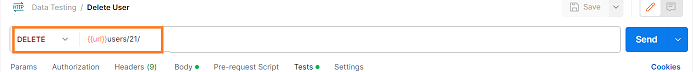 HTTP Data Testing / Delete User Save
DELETE {{url}}users/21/ Send
Params Authorization Headers (9) Body Pre-request Script Tests Settings Cookies